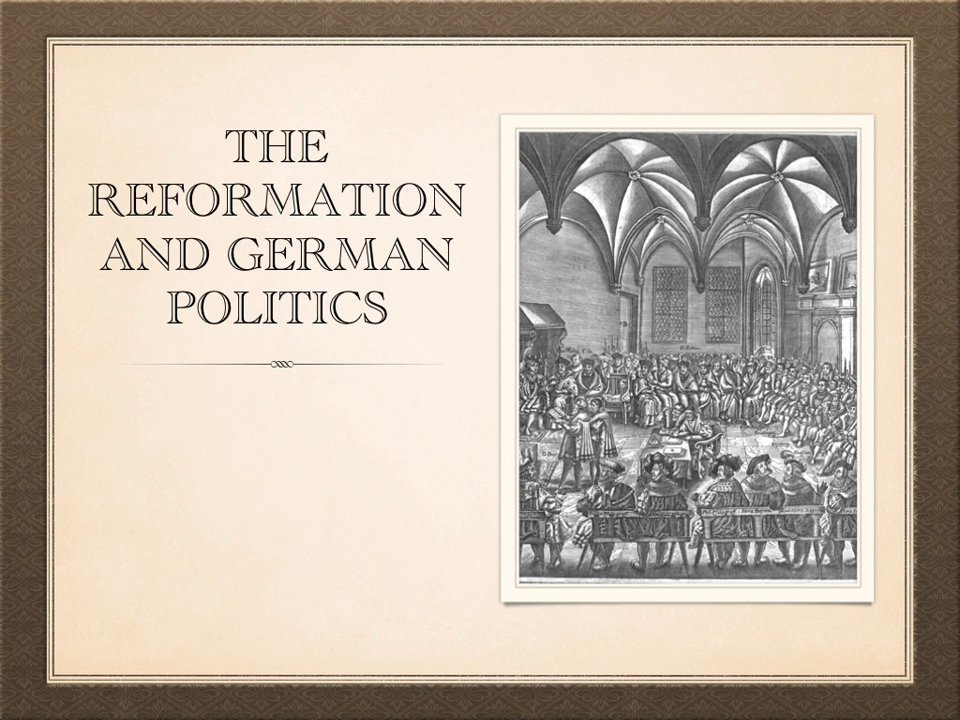 THE
REFORMATION
AND GERMAN
POLITICS